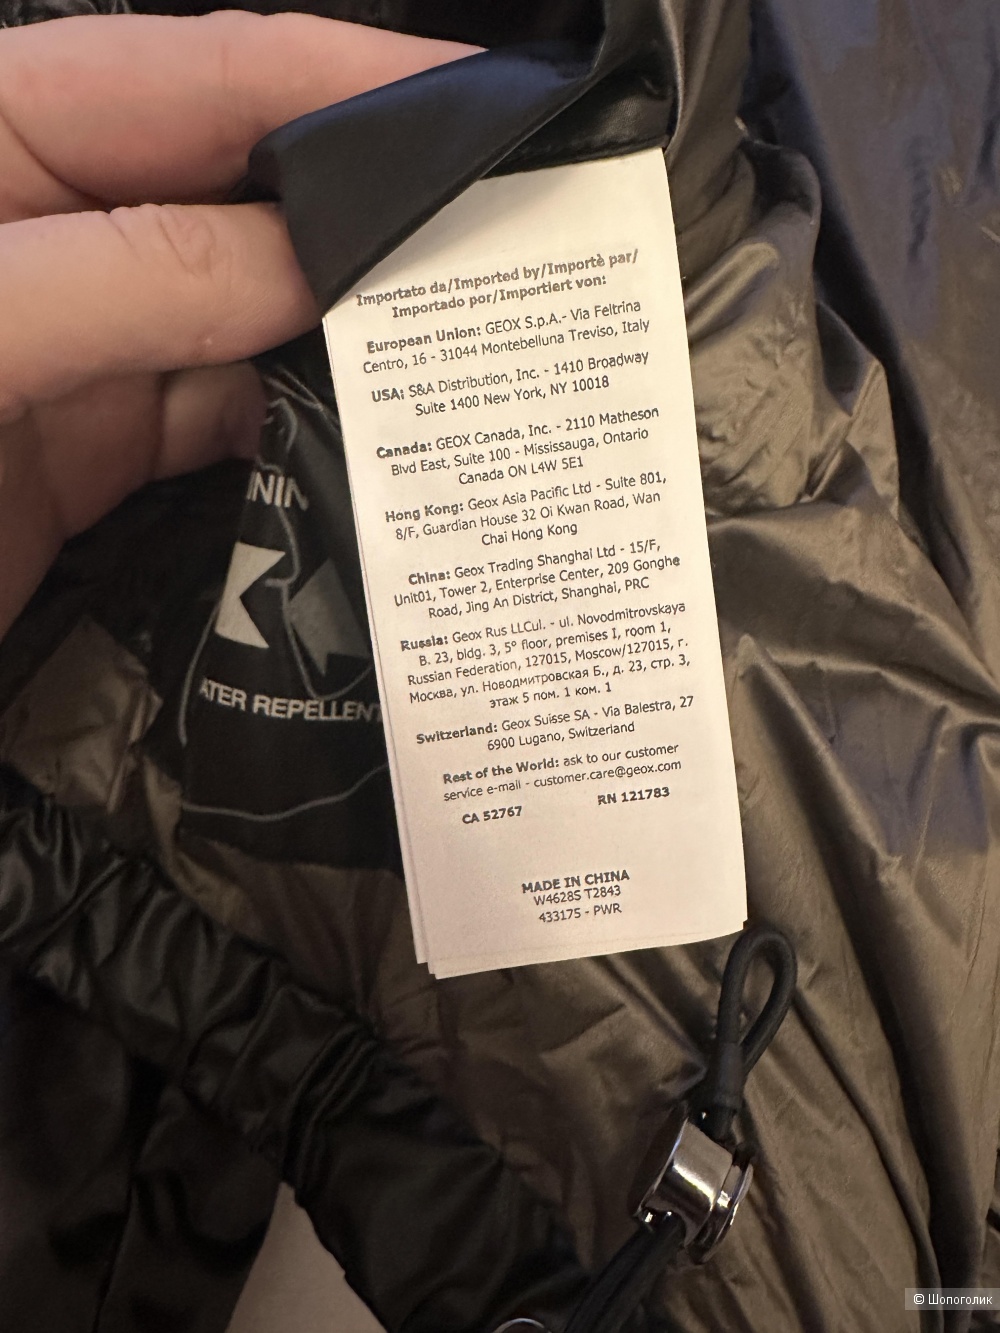 Importato da/Imported by/Importè par/
Importado por/Importiert von:
European Union: GEOX S.p.A.- Via Feltrina
Centro, 16 - 31044 Montebelluna Treviso, Italy
USA: S&A Distribution, Inc. - 1410 Broadway
Suite 1400 New York, NY 10018
Canada: GEOX Canada, Inc. - 2110 Matheson
Blvd East, Suite 100 - Mississauga, Ontario
Canada ON L4W 5E1
Hong Kong: Geox Asia Pacific Ltd - Suite 801,
8/F, Guardian House 32 Oi Kwan Road, Wan
Chai Hong Kong
China: Geox Trading Shanghai Ltd - 15/F,
Unit01, Tower 2, Enterprise Center, 209 Gonghe
Road, Jing An District, Shanghai, PRC
Russia: Geox Rus LLCul. - ul. Novodmitrovskaya
B. 23, bldg. 3, 5° floor, premises I, room 1,
Russian Federation, 127015, Moscow/127015, г.
Москва, ул. Новодмитровская Б., д. 23, стр. 3,
этаж 5 пом. 1 ком. 1
Switzerland: Geox Suisse SA - Via Balestra, 27
6900 Lugano, Switzerland
Rest of the World: ask to our customer
service e-mail - customer.care@geox.com
CA 52767 RN 121783
MADE IN CHINA
W4628S T2843
433175 - PWR
NIN
ATER REPELLENT
© Шопоголик